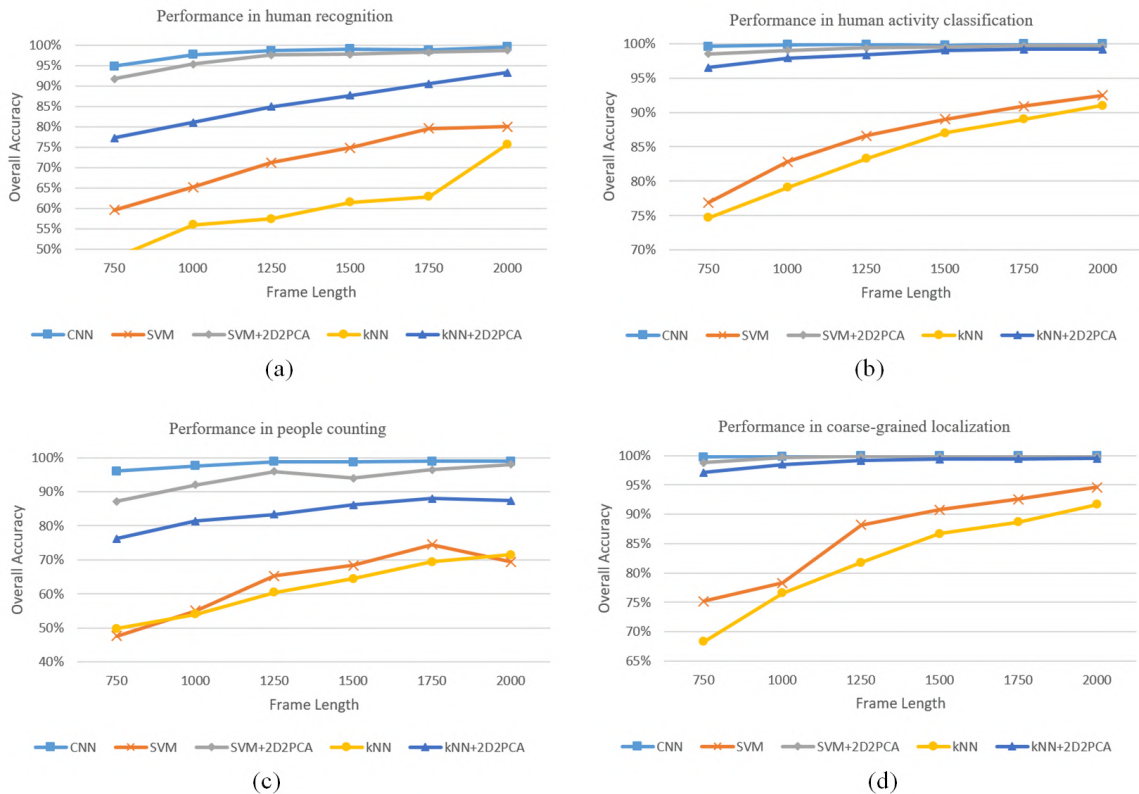 Performance in human recognition
Overall Accuracy
100%
95%
90%
85%
80%
75%
70%
65%
60%
55%
50%
750 1000 1250 1500 1750 2000
Frame Length
CNN SVM SVM+2D2PCA kNN kNN+2D2PCA
(a)
Performance in human activity classification
Overall Accuracy
100%
95%
90%
85%
80%
75%
70%
750 1000 1250 1500 1750 2000
Frame Length
CNN SVM SVM+2D2PCA kNN kNN+2D2PCA
(b)
Performance in people counting
Overall Accuracy
100%
90%
80%
70%
60%
50%
40%
750 1000 1250 1500 1750 2000
Frame Length
CNN SVM SVM+2D2PCA kNN kNN+2D2PCA
(c)
Performance in coarse-grained localization
Overall Accuracy
100%
95%
90%
85%
80%
75%
70%
65%
750 1000 1250 1500 1750 2000
Frame Length
CNN SVM SVM+2D2PCA kNN kNN+2D2PCA
(d)